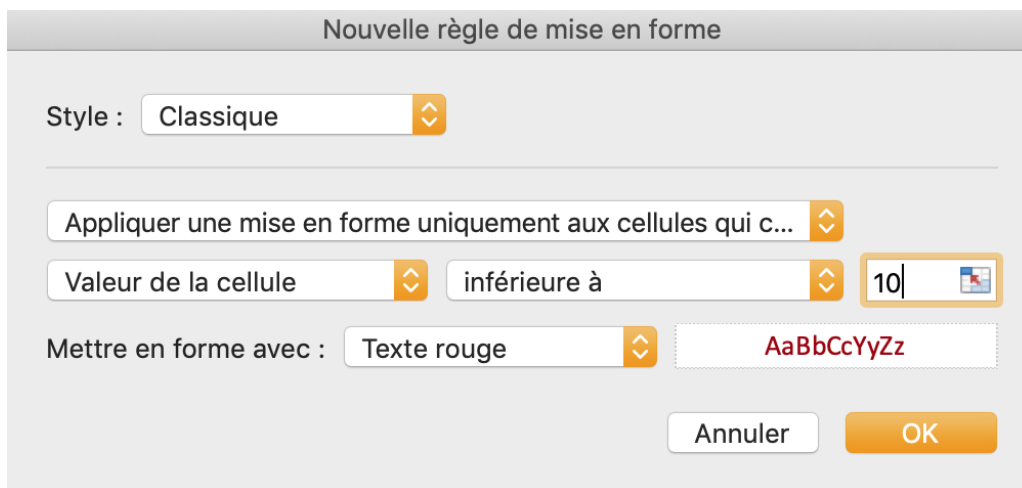 Nouvelle règle de mise en forme
Style : Classique
Appliquer une mise en forme uniquement aux cellules qui c...
Valeur de la cellule inférieure à 10
Mettre en forme avec : Texte rouge AaBbCcYyZz
Annuler OK